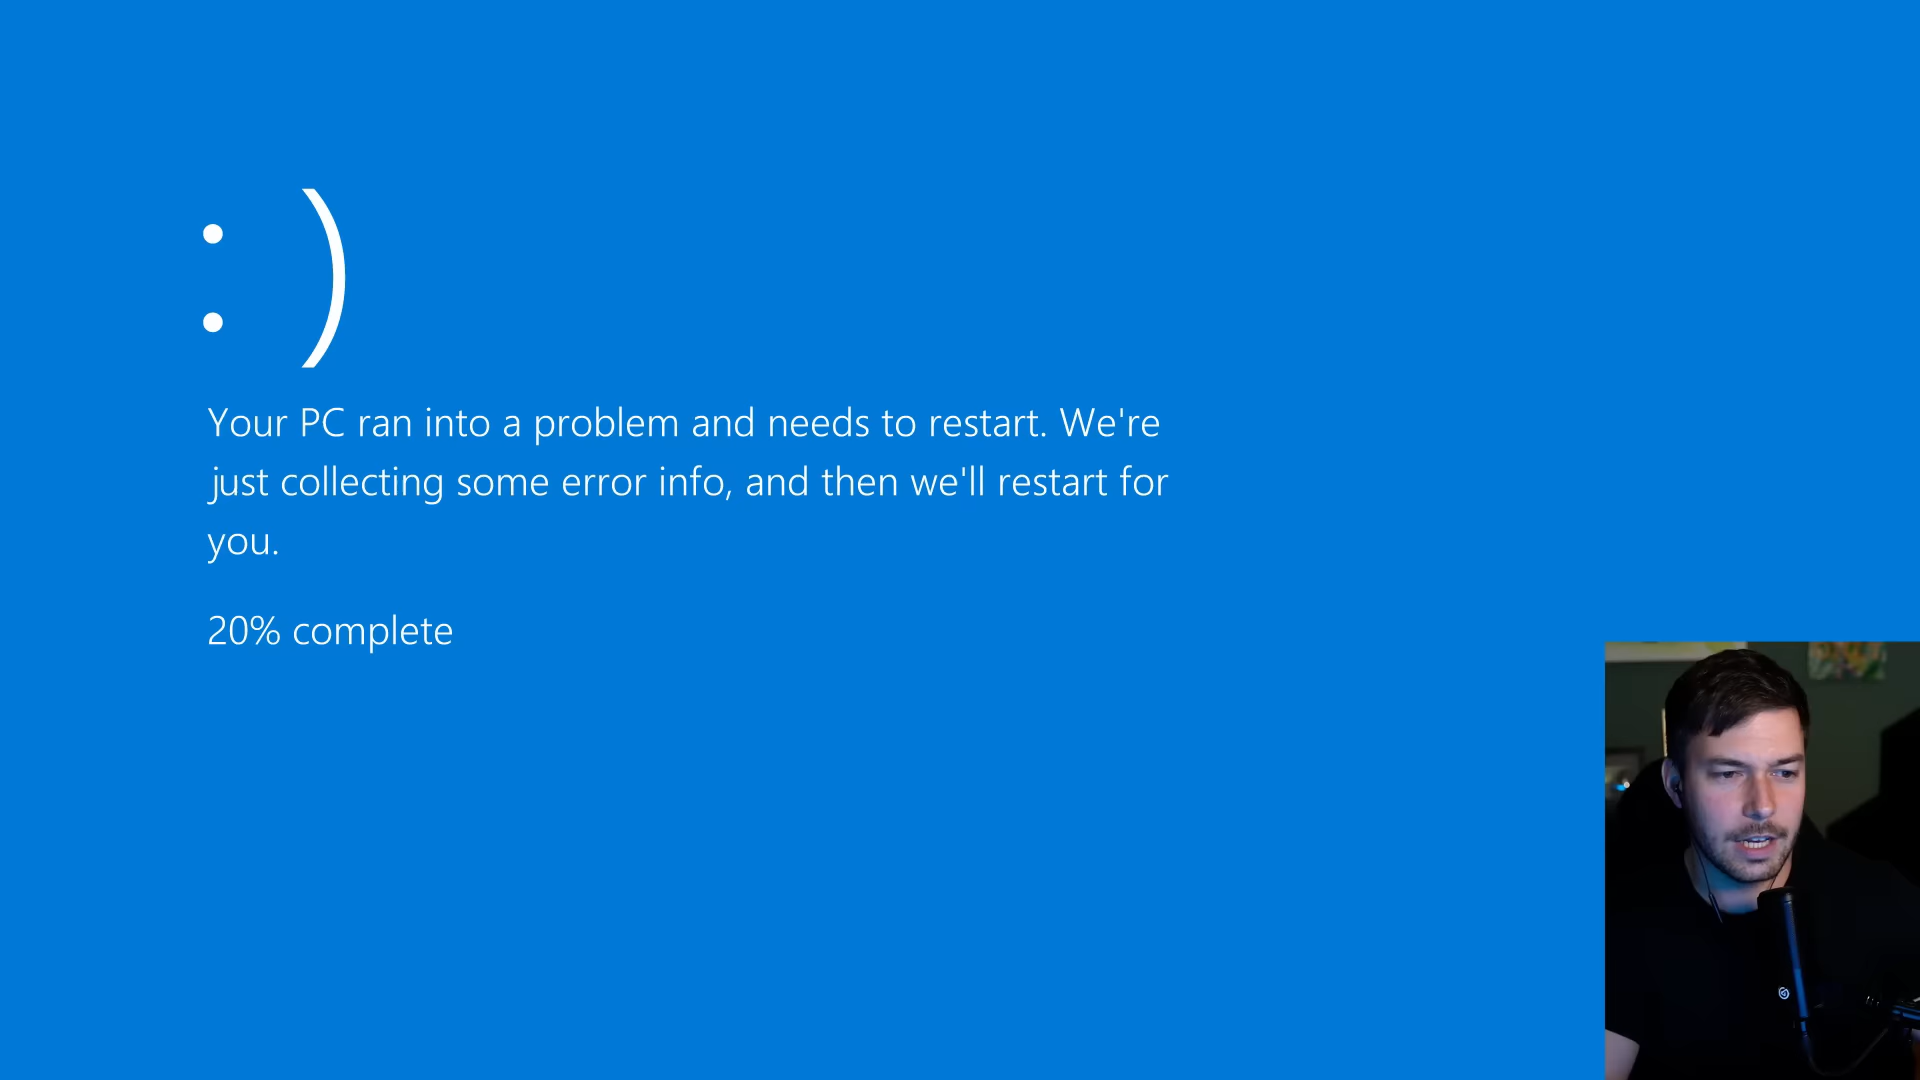 :)
Your PC ran into a problem and needs to restart. We're
just collecting some error info, and then we'll restart for
you.
20% complete